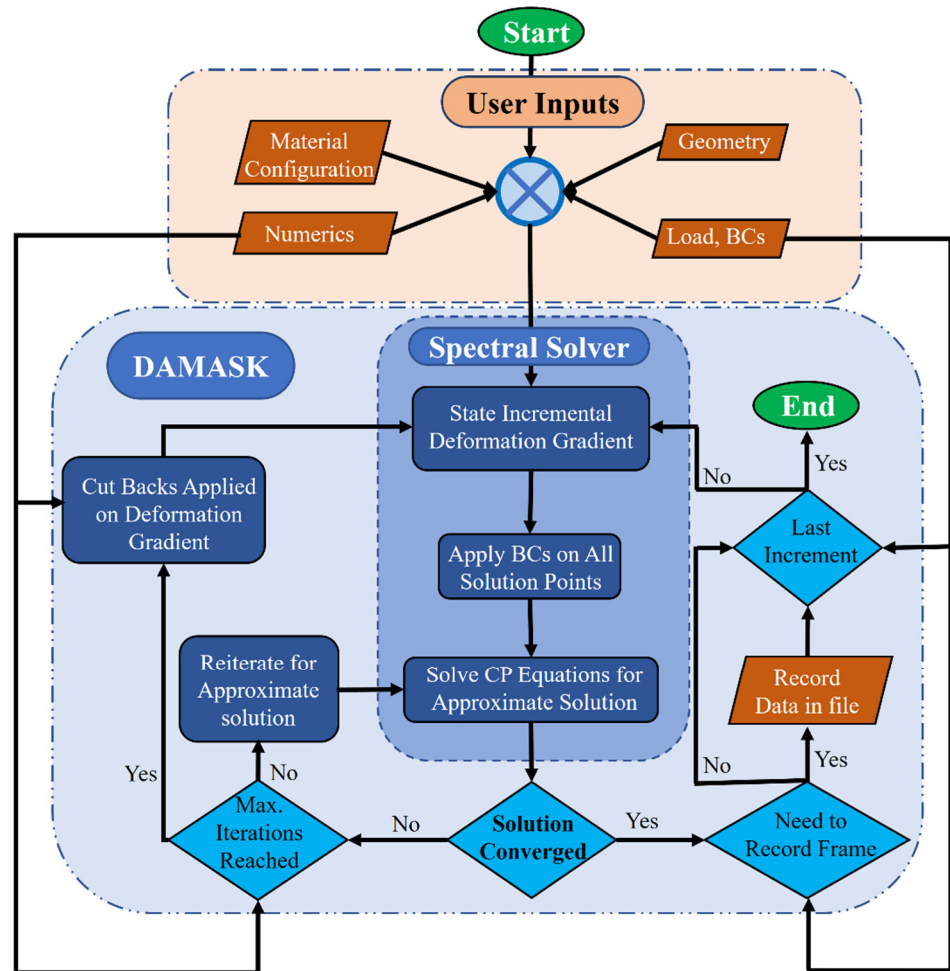 Start
User Inputs
Material
Configuration
Geometry
Numerics
Load, BCs
DAMASK
Spectral Solver
State Incremental
Deformation Gradient
End
Yes
No
Cut Backs Applied
on Deformation
Gradient
Last
Increment
Apply BCs on All
Solution Points
Reiterate for
Approximate
solution
Solve CP Equations for
Approximate Solution
Record
Data in file
Yes
No
No
Yes
Max.
Iterations
Reached
No
Solution
Converged
Yes
Need to
Record Frame